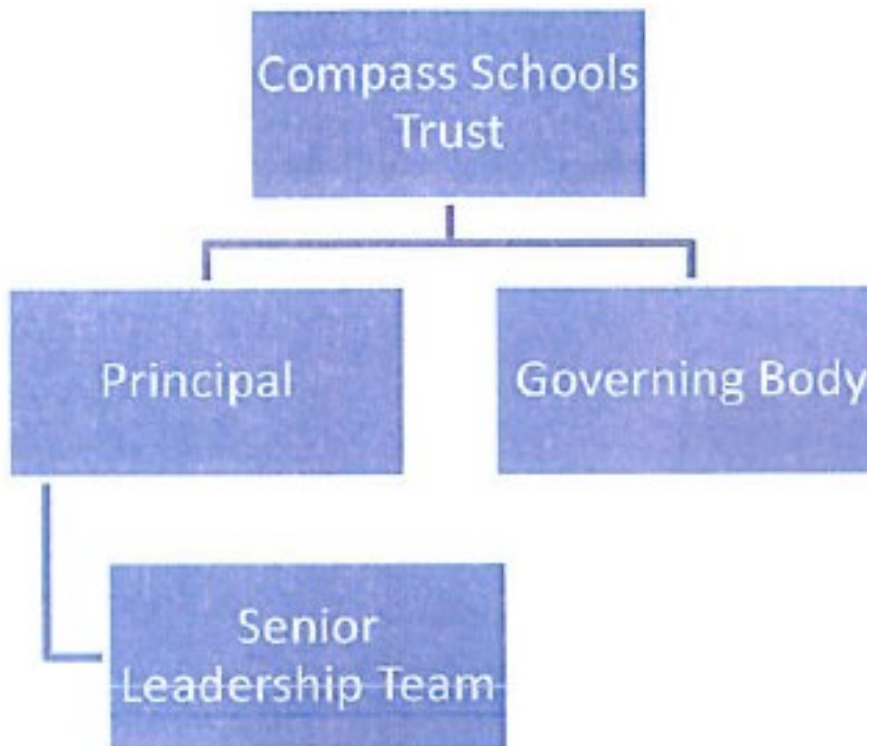 Compass Schools
Trust
Principal
Governing Body
Senior
Leadership Team